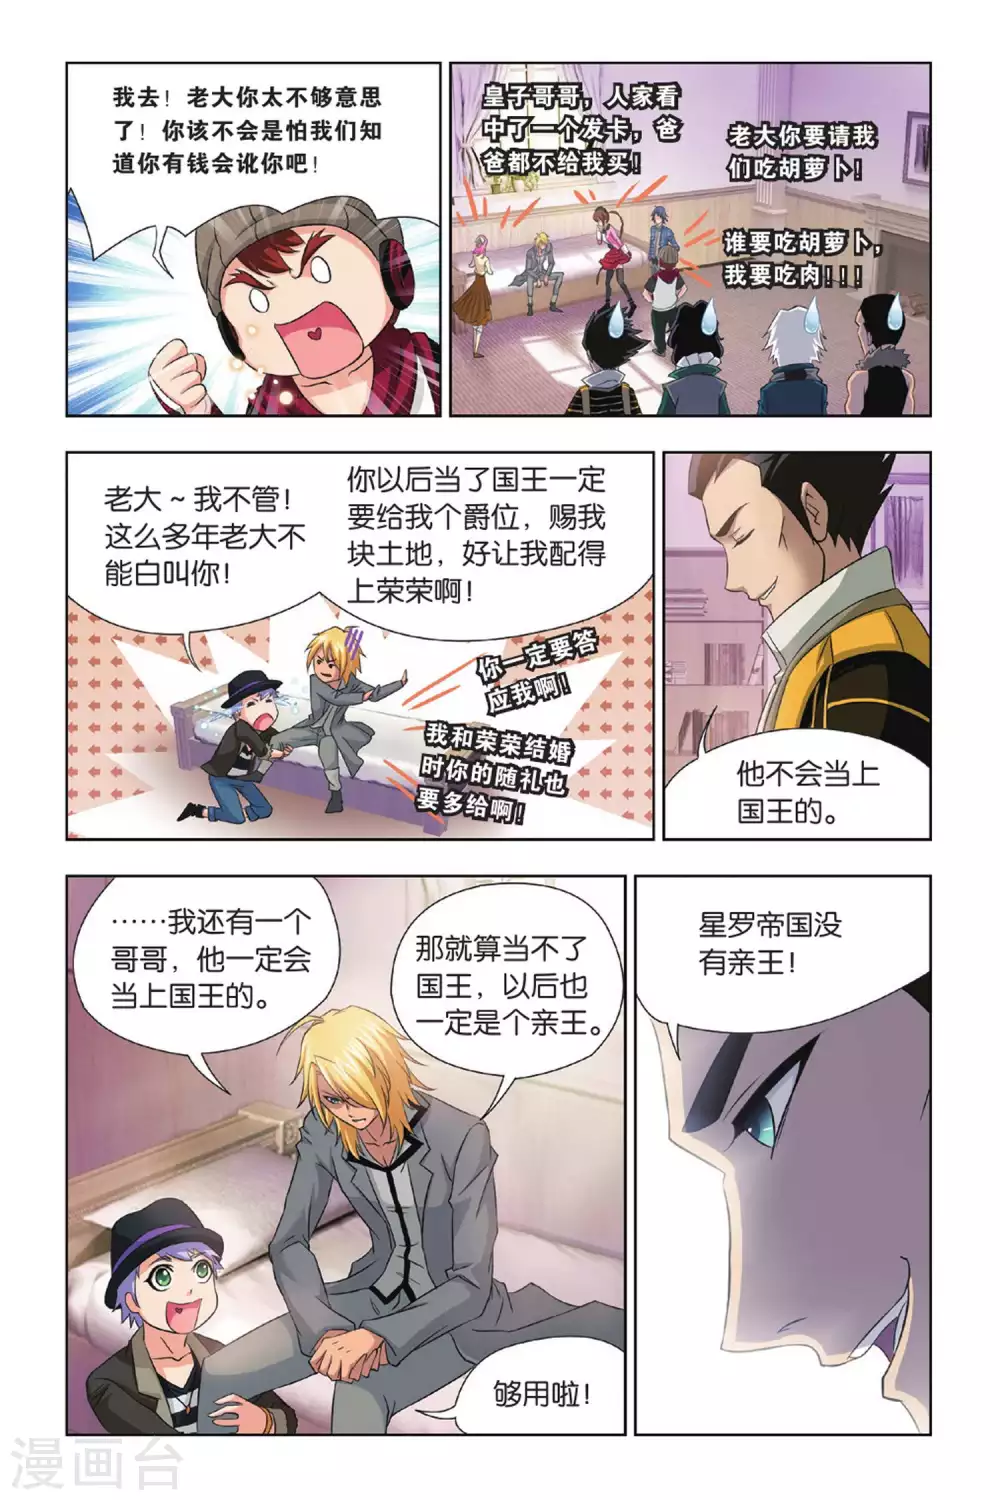 我去！老大你太不够意思
了！你该不会是怕我们知
道你有钱会讹你吧！
皇子哥哥，人家看
中了一个发卡，爸
爸都不给我买！
老大你要请我
们吃胡萝卜！
谁要吃胡萝卜，
我要吃肉！！！
老大～我不管！
这么多年老大不
能白叫你！
你以后当了国王一定
要给我个爵位，赐我
块土地，好让我配得
上荣荣啊！
你一定要答
应我啊！
我和荣荣结婚
时你的随礼也
要多给啊！
他不会当上
国王的。
……我还有一个
哥哥，他一定会
当上国王的。
那就算当不了
国王，以后也
一定是个亲王。
够用啦！
星罗帝国没
有亲王！
漫画台